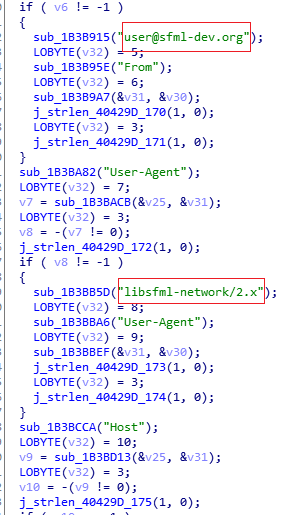 if ( v6 != -1 )
{
sub_1B3B915("user@sfml-dev.org");
LOBYTE(v32) = 5;
sub_1B3B95E("From");
LOBYTE(v32) = 6;
sub_1B3B9A7(&v31, &v30);
j_strlen_40429D_170(1, 0);
LOBYTE(v32) = 3;
j_strlen_40429D_171(1, 0);
}
sub_1B3BA82("User-Agent");
LOBYTE(v32) = 7;
v7 = sub_1B3BACB(&v25, &v31);
LOBYTE(v32) = 3;
v8 = -(v7 != 0);
j_strlen_40429D_172(1, 0);
if ( v8 != -1 )
{
sub_1B3BB5D("libsfml-network/2.x");
LOBYTE(v32) = 8;
sub_1B3BBA6("User-Agent");
LOBYTE(v32) = 9;
sub_1B3BBEF(&v31, &v30);
j_strlen_40429D_173(1, 0);
LOBYTE(v32) = 3;
j_strlen_40429D_174(1, 0);
}
sub_1B3BCCA("Host");
LOBYTE(v32) = 10;
v9 = sub_1B3BD13(&v25, &v31);
LOBYTE(v32) = 3;
v10 = -(v9 != 0);
j_strlen_40429D_175(1, 0);